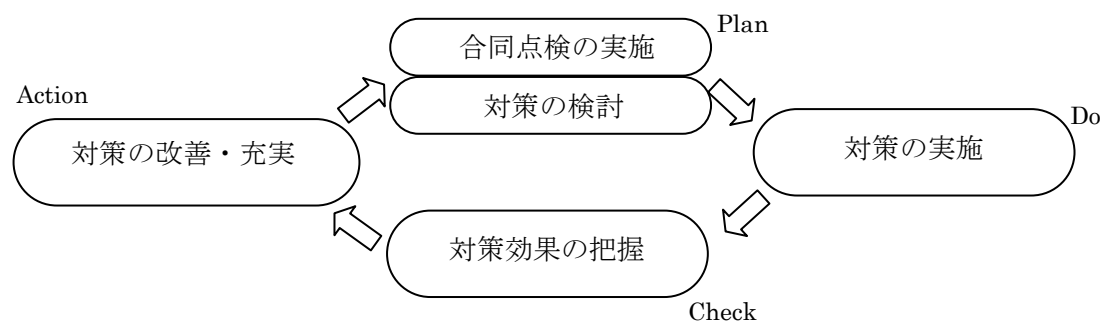 Plan
合同点検の実施
対策の検討
Action
対策の改善・充実
Do
対策の実施
対策効果の把握
Check